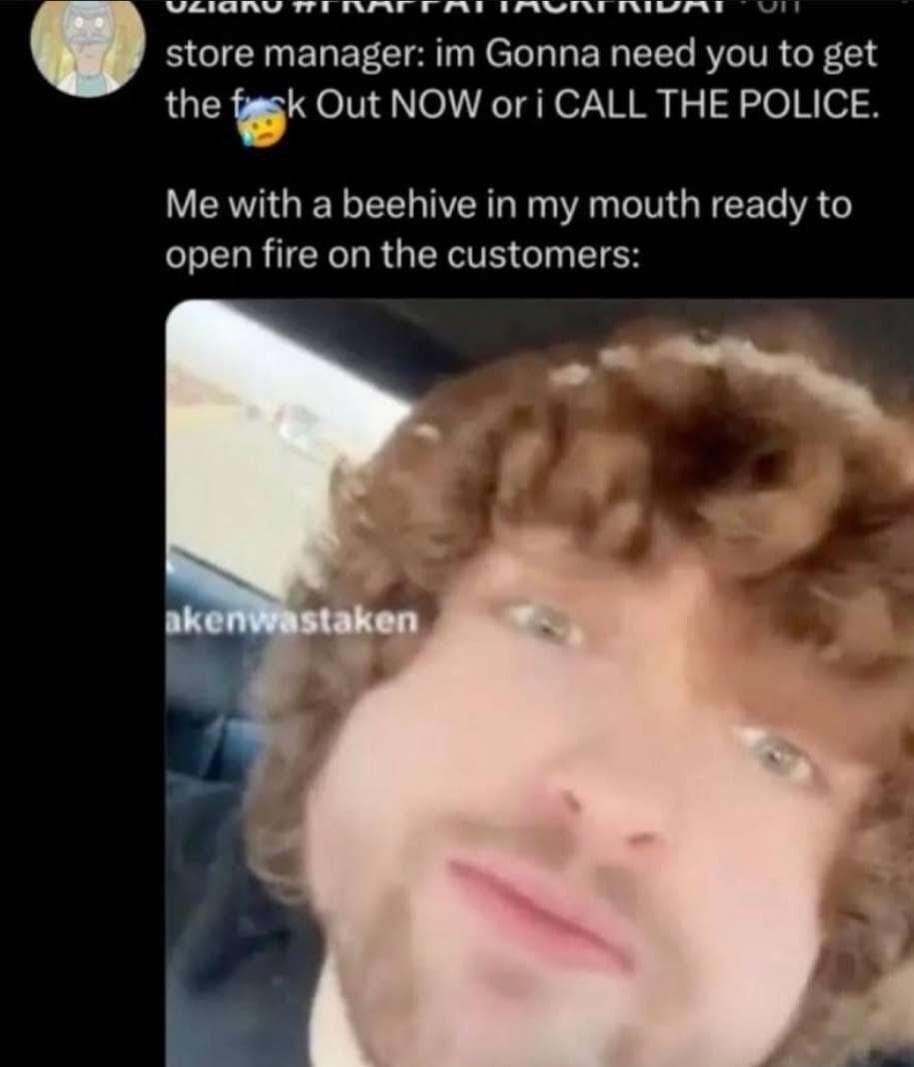 store manager: im Gonna need you to get
the f😰ck Out NOW or i CALL THE POLICE.
Me with a beehive in my mouth ready to
open fire on the customers:
akenwastaken